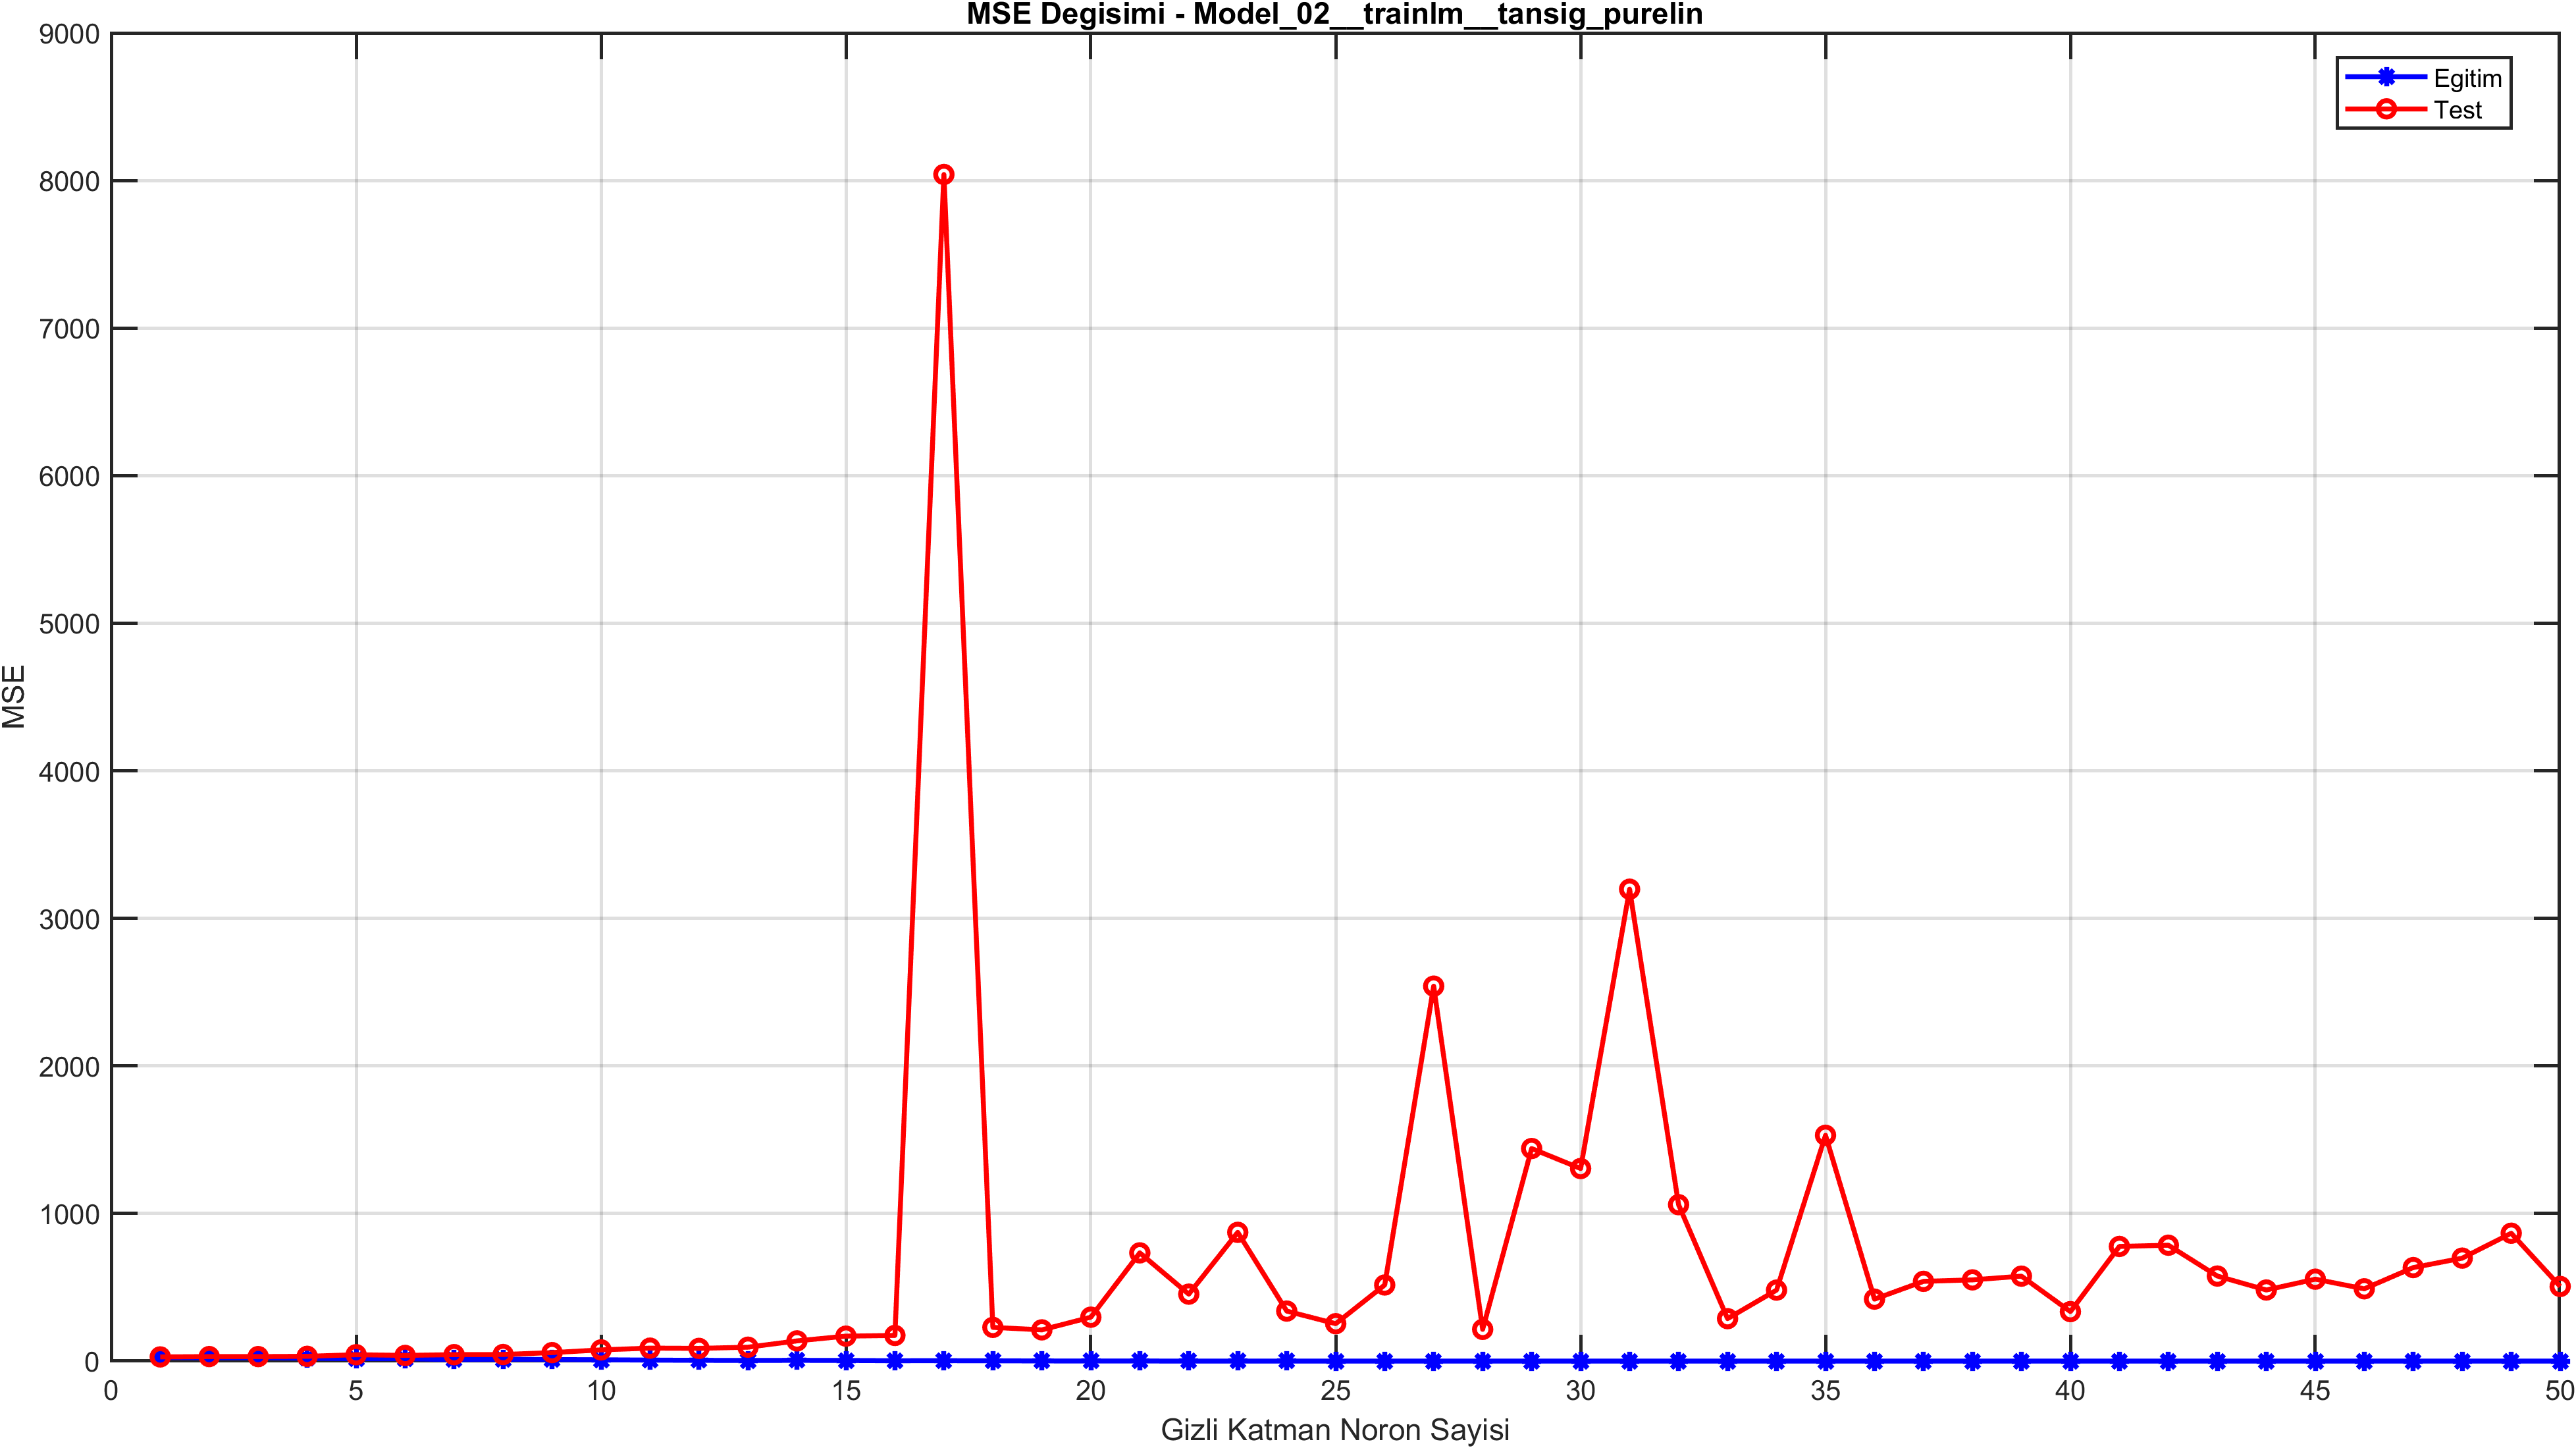 MSE Degisimi - Model_02__trainlm__tansig_purelin
9000
8000
7000
6000
5000
4000
3000
2000
1000
0
MSE
Egitim
Test
0 5 10 15 20 25 30 35 40 45 50
Gizli Katman Noron Sayisi